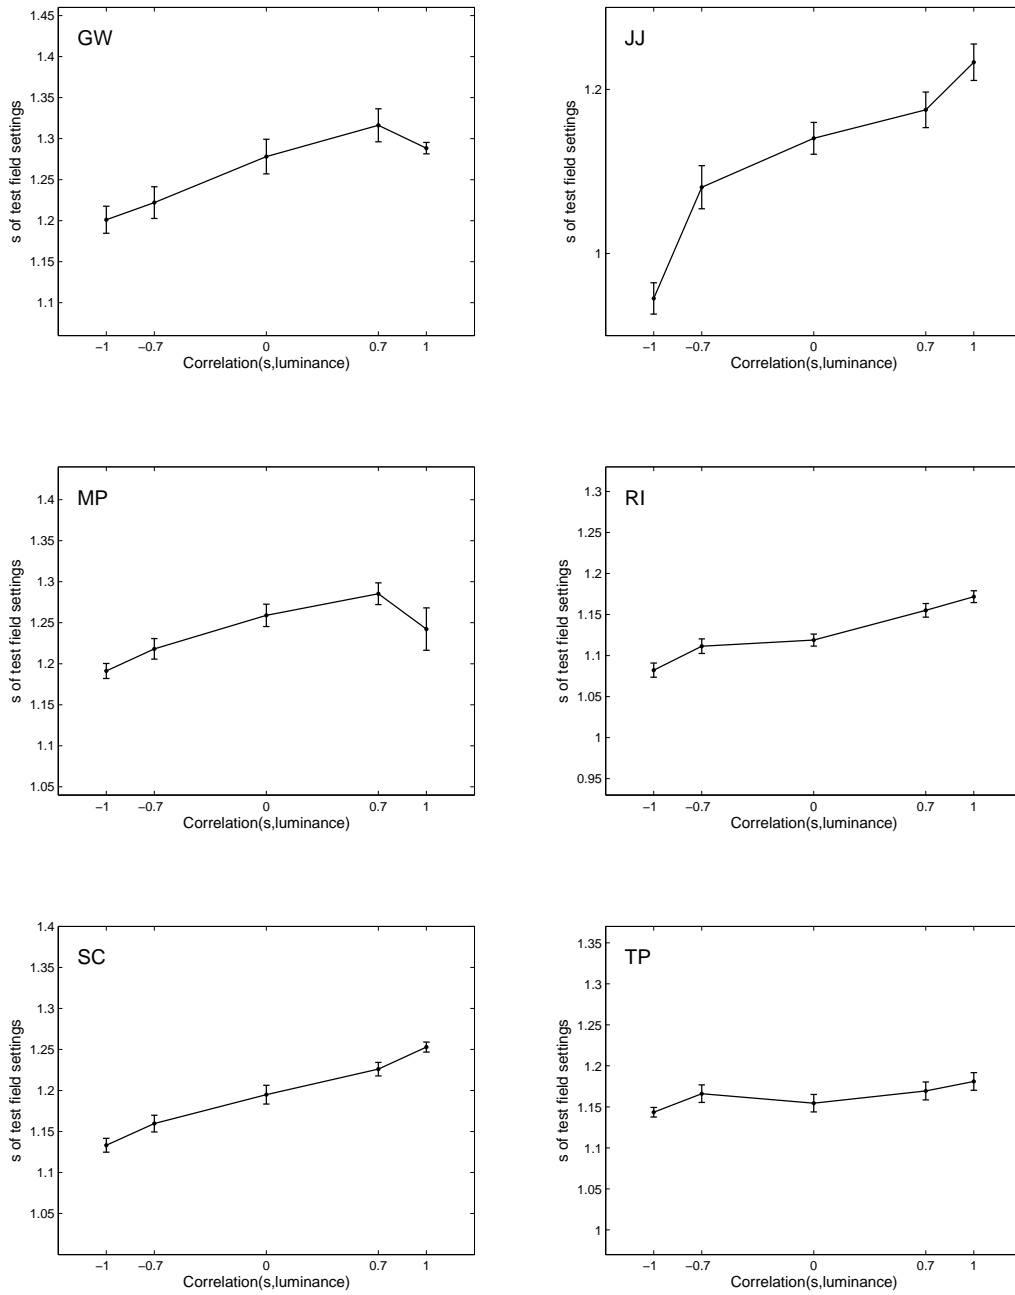 GW
1.45
1.4
1.35
1.3
1.25
1.2
1.15
1.1
s of test field settings
−1 −0.7 0 0.7 1
Correlation(s,luminance)
JJ
1.2
1
s of test field settings
−1 −0.7 0 0.7 1
Correlation(s,luminance)
MP
1.4
1.35
1.3
1.25
1.2
1.15
1.1
1.05
s of test field settings
−1 −0.7 0 0.7 1
Correlation(s,luminance)
RI
1.3
1.25
1.2
1.15
1.1
1.05
1
0.95
s of test field settings
−1 −0.7 0 0.7 1
Correlation(s,luminance)
SC
1.4
1.35
1.3
1.25
1.2
1.15
1.1
1.05
s of test field settings
−1 −0.7 0 0.7 1
Correlation(s,luminance)
TP
1.35
1.3
1.25
1.2
1.15
1.1
1.05
1
s of test field settings
−1 −0.7 0 0.7 1
Correlation(s,luminance)